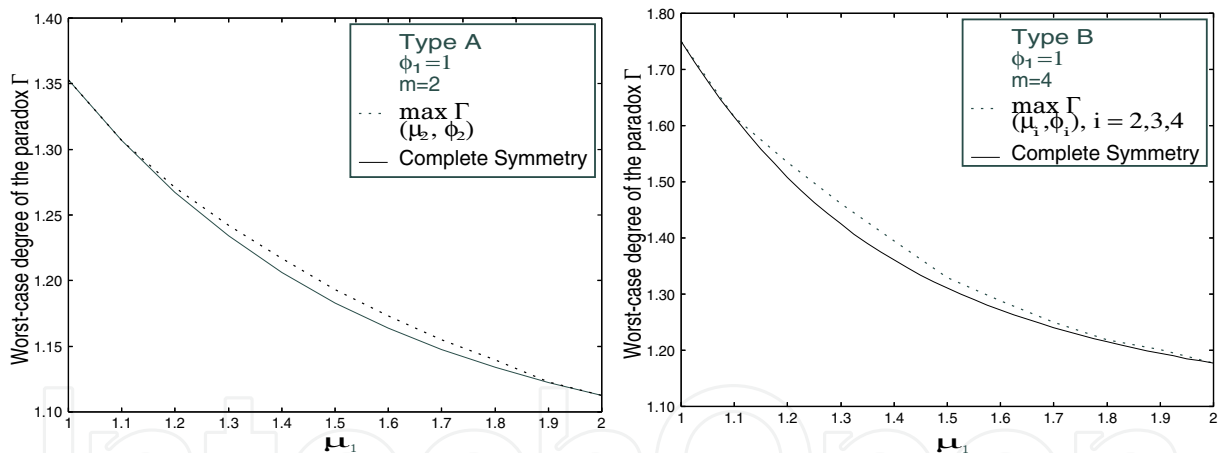 1.40
1.35
1.30
1.25
1.20
1.15
1.10
Worst-case degree of the paradox Γ
Type A
ϕ₁=1
m=2
max Γ
(μ₂, ϕ₂)
Complete Symmetry
1 1.1 1.2 1.3 1.4 1.5 1.6 1.7 1.8 1.9 2
μ₁
1.80
1.70
1.60
1.50
1.40
1.30
1.20
1.10
Worst-case degree of the paradox Γ
Type B
ϕ₁=1
m=4
max Γ
(μᵢ,ϕᵢ), i = 2,3,4
Complete Symmetry
1 1.1 1.2 1.3 1.4 1.5 1.6 1.7 1.8 1.9 2
μ₁